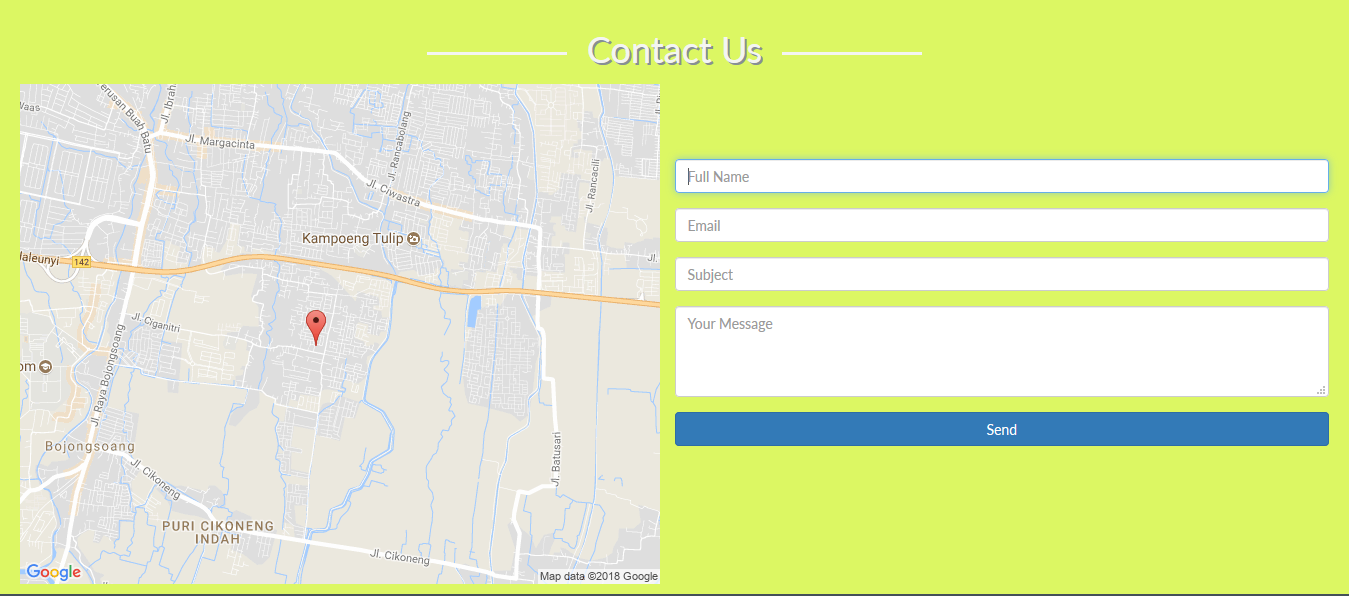 Contact Us
erusan Buah Batu
Jl. Ibrah
Waas
Jl. Margacinta
Jl. Rancabolang
Jl. Ciwastra
Jl. Rancacili
Kampoeng Tulip
Jl.
daleunyi
142
Jl. Ciganitri
om
Jl. Raya Bojongsoang
Bojongsoang
Jl. Cikoneng
Jl. Batusari
PURI CIKONENG
INDAH
Jl. Cikoneng
Google
Map data ©2018 Google
Full Name
Email
Subject
Your Message
Send